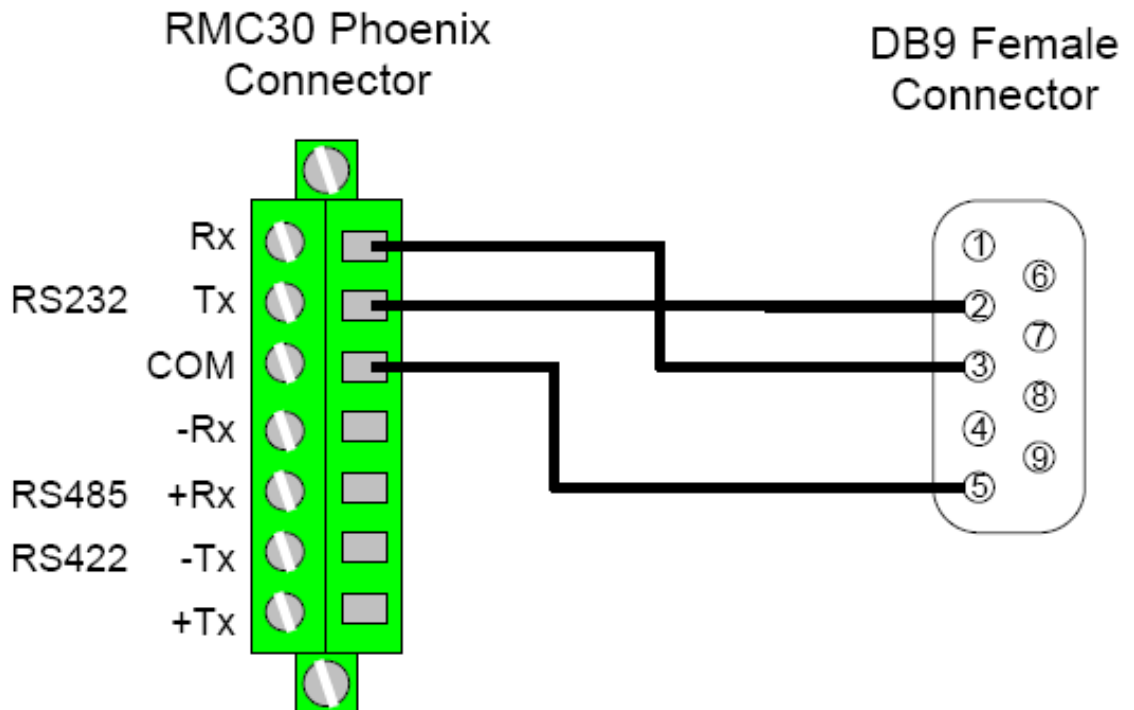 RMC30 Phoenix
Connector
DB9 Female
Connector
Rx
RS232 Tx
COM
-Rx
RS485 +Rx
RS422 -Tx
+Tx
1
6
2
7
3
8
4
9
5